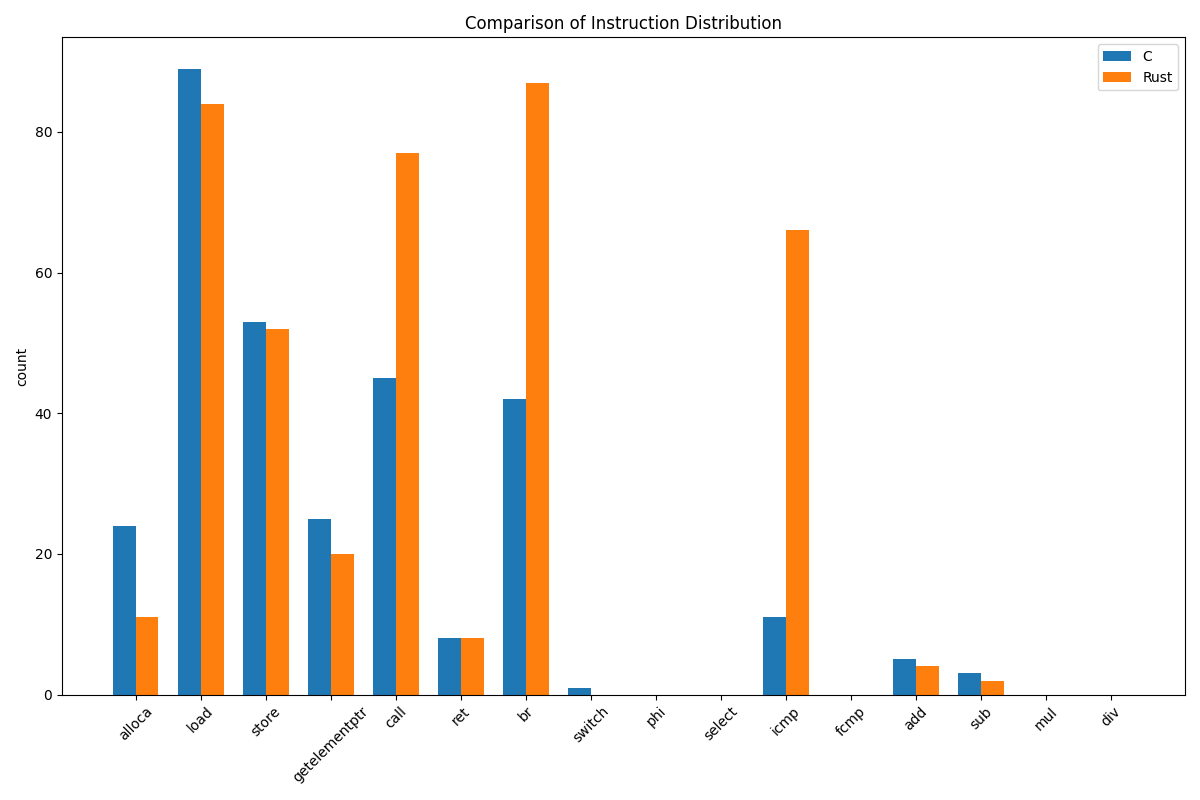 Comparison of Instruction Distribution
C
Rust
count
80
60
40
20
0
alloca
load
store
getelementptr
call
ret
br
switch
phi
select
icmp
fcmp
add
sub
mul
div